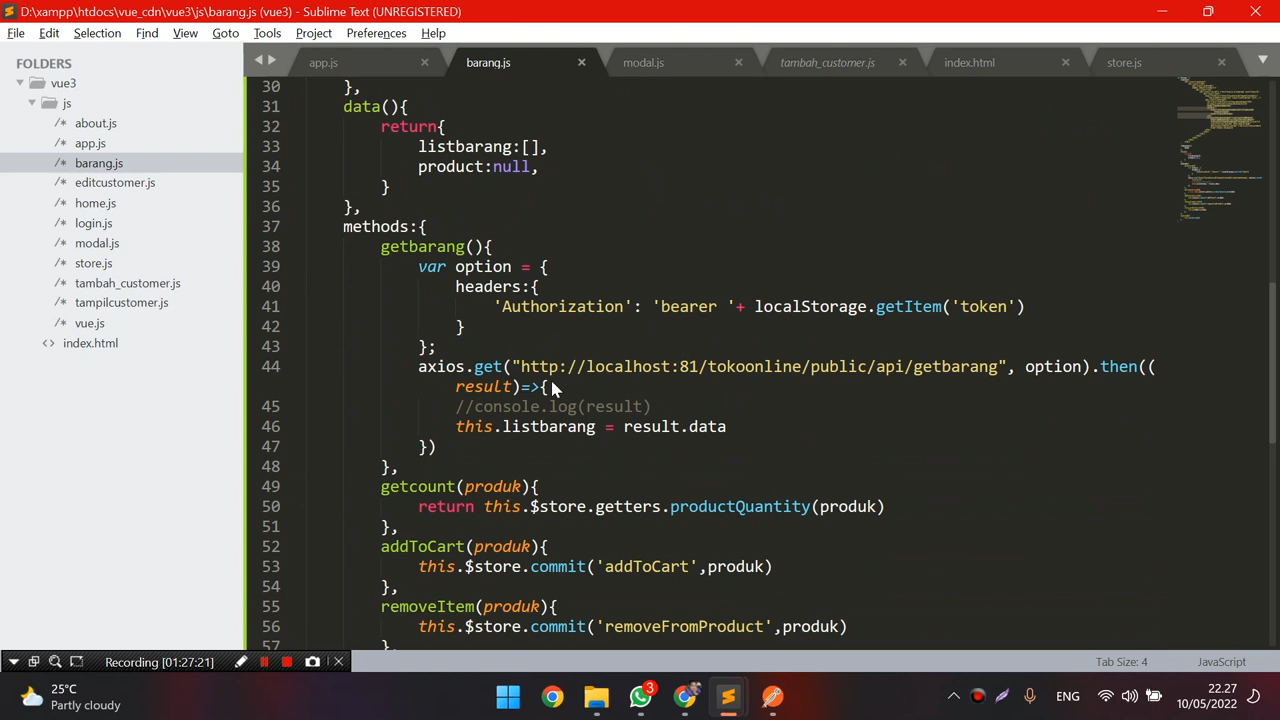 D:\xampp\htdocs\vue_cdn\vue3\js\barang.js (vue3) - Sublime Text (UNREGISTERED)
File Edit Selection Find View Goto Tools Project Preferences Help
FOLDERS
vue3
js
/* about.js
/* app.js
/* barang.js
/* editcustomer.js
/* home.js
/* login.js
/* modal.js
/* store.js
/* tambah_customer.js
/* tampilcustomer.js
/* vue.js
<> index.html
app.js barang.js modal.js tambah_customer.js index.html store.js
30 },
31 data(){
32 return{
33 listbarang:[],
34 product:null,
35 }
36 },
37 methods:{
38 getbarang(){
39 var option = {
40 headers:{
41 'Authorization': 'bearer '+ localStorage.getItem('token')
42 }
43 };
44 axios.get("http://localhost:81/tokoonline/public/api/getbarang", option).then((
result)=>{
45 //console.log(result)
46 this.listbarang = result.data
47 })
48 },
49 getcount(produk){
50 return this.$store.getters.productQuantity(produk)
51 },
52 addToCart(produk){
53 this.$store.commit('addToCart',produk)
54 },
55 removeItem(produk){
56 this.$store.commit('removeFromProduct',produk)
57 },
Recording [01:27:21]
Tab Size: 4 JavaScript
25°C
Partly cloudy
3
ENG
22.27
10/05/2022